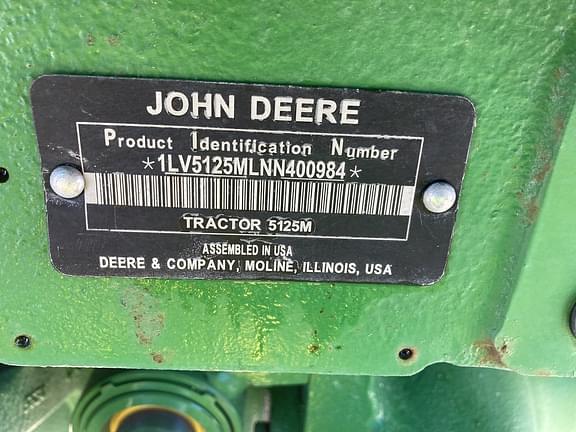 JOHN DEERE
Product Identification Number
*1LV5125MLNN400984*
TRACTOR 5125M
ASSEMBLED IN USA
DEERE & COMPANY, MOLINE, ILLINOIS, USA